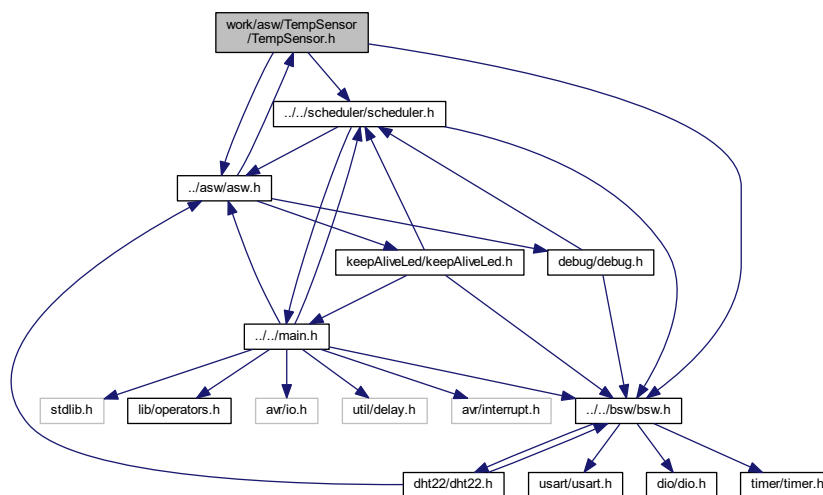 work/asw/TempSensor
/TempSensor.h
../../scheduler/scheduler.h
../asw/asw.h
keepAliveLed/keepAliveLed.h
debug/debug.h
../../main.h
stdlib.h
lib/operators.h
avr/io.h
util/delay.h
avr/interrupt.h
../../bsw/bsw.h
dht22/dht22.h
usart/usart.h
dio/dio.h
timer/timer.h